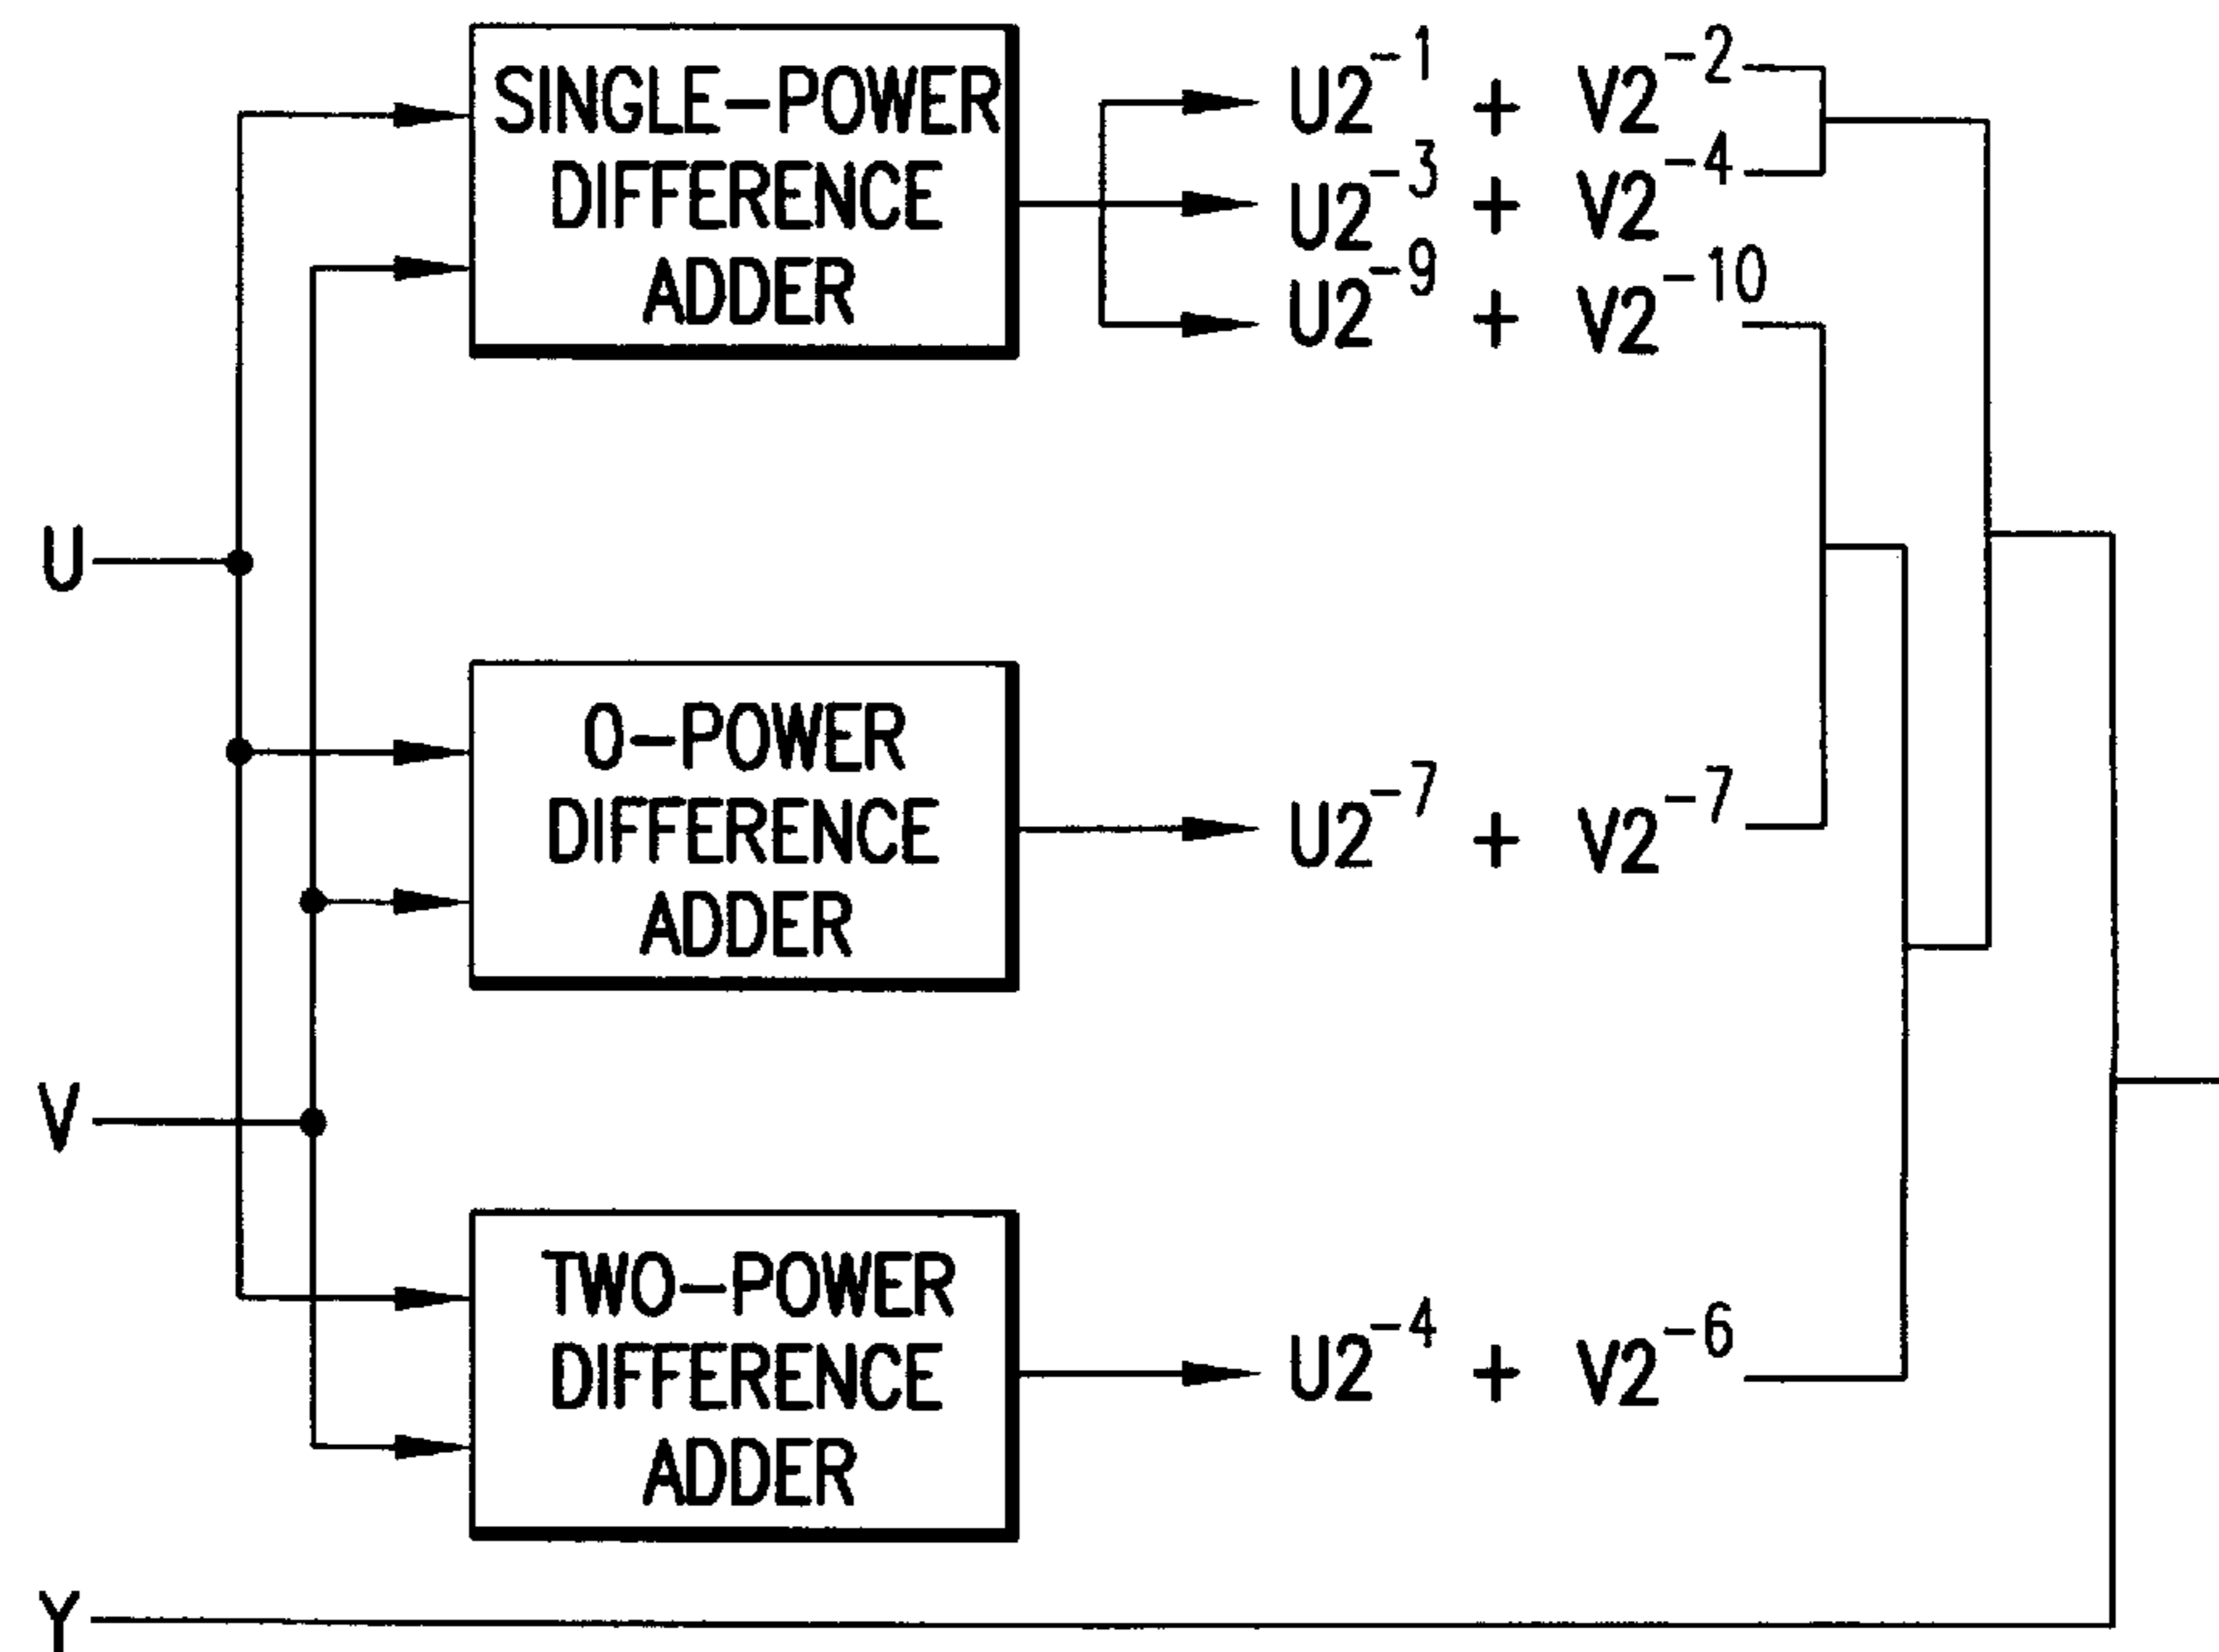 SINGLE-POWER
DIFFERENCE
ADDER
U2⁻¹ + V2⁻²
U2⁻³ + V2⁻⁴
U2⁻⁹ + V2⁻¹⁰
U
O-POWER
DIFFERENCE
ADDER
U2⁻⁷ + V2⁻⁷
V
TWO-POWER
DIFFERENCE
ADDER
U2⁻⁴ + V2⁻⁶
Y